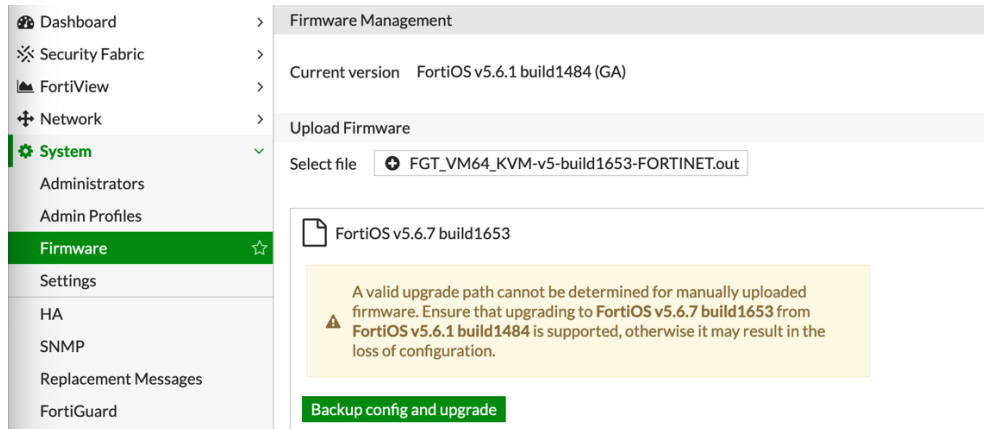 Dashboard
Security Fabric
FortiView
Network
System
Administrators
Admin Profiles
Firmware
Settings
HA
SNMP
Replacement Messages
FortiGuard
Firmware Management
Current version FortiOS v5.6.1 build1484 (GA)
Upload Firmware
Select file FGT_VM64_KVM-v5-build1653-FORTINET.out
FortiOS v5.6.7 build1653
A valid upgrade path cannot be determined for manually uploaded
firmware. Ensure that upgrading to FortiOS v5.6.7 build1653 from
FortiOS v5.6.1 build1484 is supported, otherwise it may result in the
loss of configuration.
Backup config and upgrade